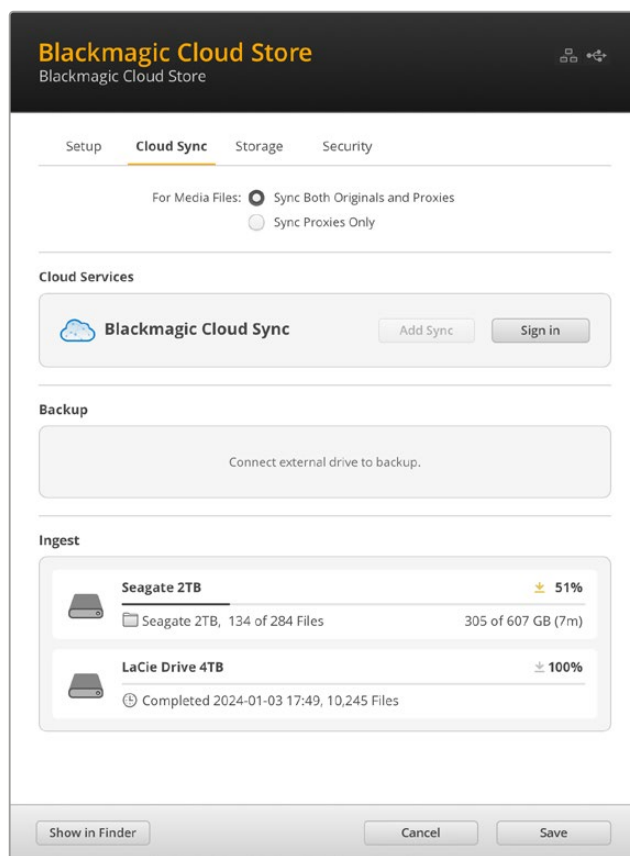 Blackmagic Cloud Store
Blackmagic Cloud Store
Setup Cloud Sync Storage Security
For Media Files: Sync Both Originals and Proxies
Sync Proxies Only
Cloud Services
Blackmagic Cloud Sync Add Sync Sign in
Backup
Connect external drive to backup.
Ingest
Seagate 2TB 51%
Seagate 2TB, 134 of 284 Files 305 of 607 GB (7m)
LaCie Drive 4TB 100%
Completed 2024-01-03 17:49, 10,245 Files
Show in Finder Cancel Save